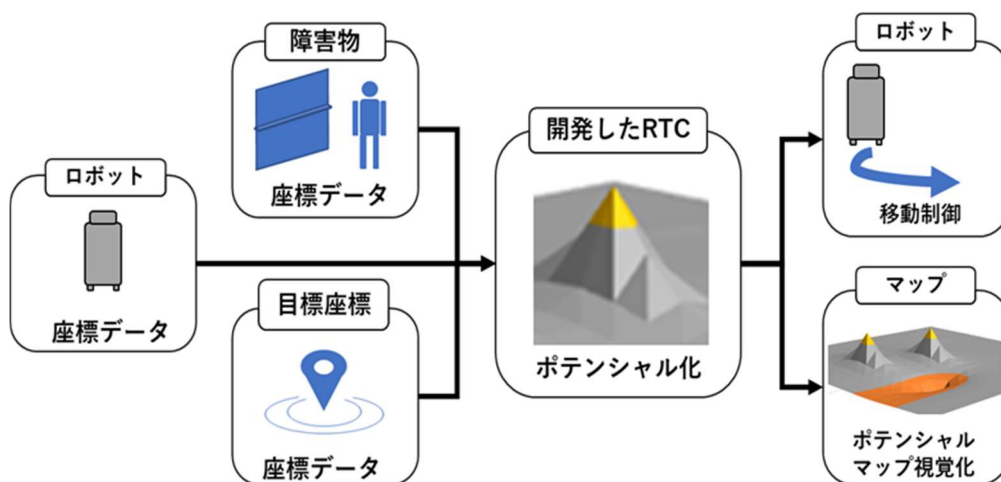 ロボット
座標データ
障害物
座標データ
目標座標
座標データ
開発したRTC
ポテンシャル化
ロボット
移動制御
マップ
ポテンシャル
マップ視覚化